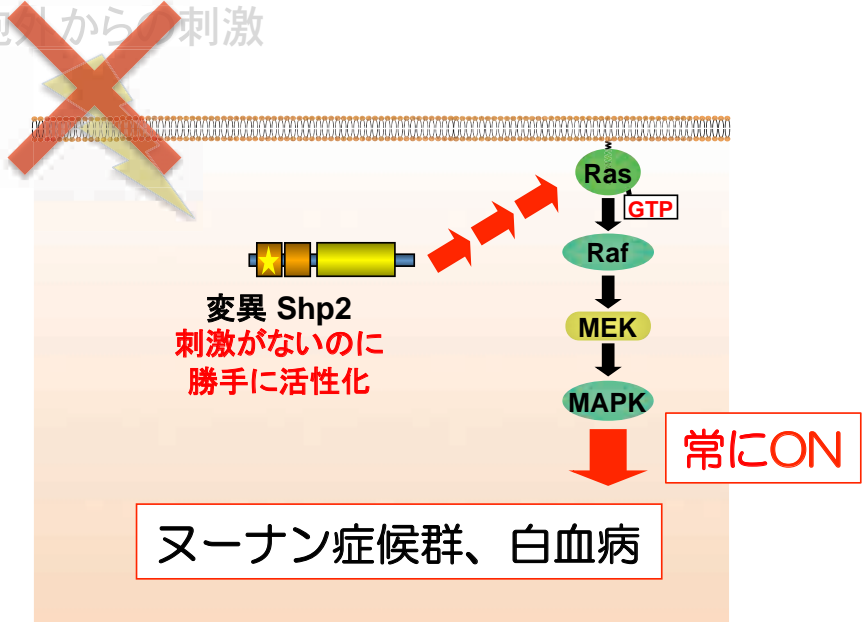 外からの刺激
Ras
GTP
Raf
変異 Shp2
刺激がないのに
勝手に活性化
MEK
MAPK
常にON
ヌーナン症候群、白血病